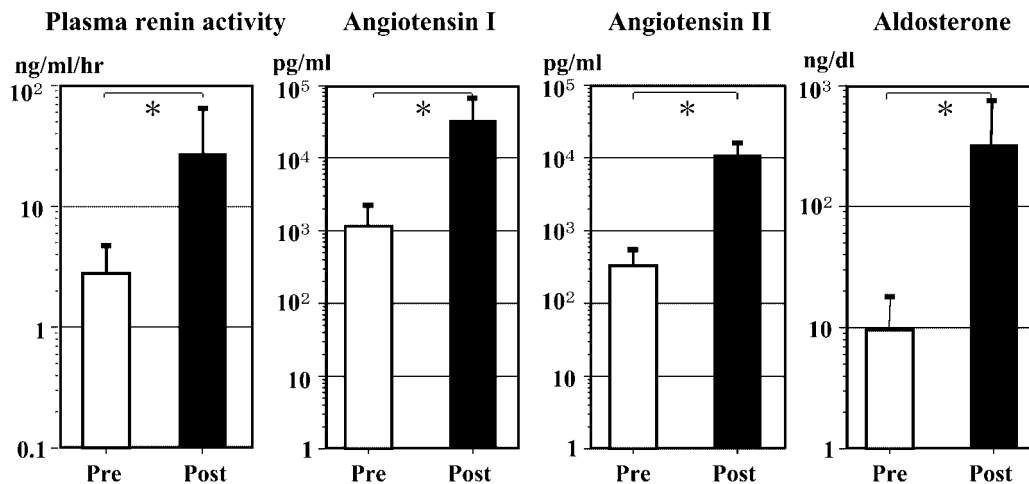 Plasma renin activity
ng/ml/hr
10²
10
1
0.1
*
Pre Post
Angiotensin I
pg/ml
10⁵
10⁴
10³
10²
10
1
*
Pre Post
Angiotensin II
pg/ml
10⁵
10⁴
10³
10²
10
1
*
Pre Post
Aldosterone
ng/dl
10³
10²
10
1
*
Pre Post